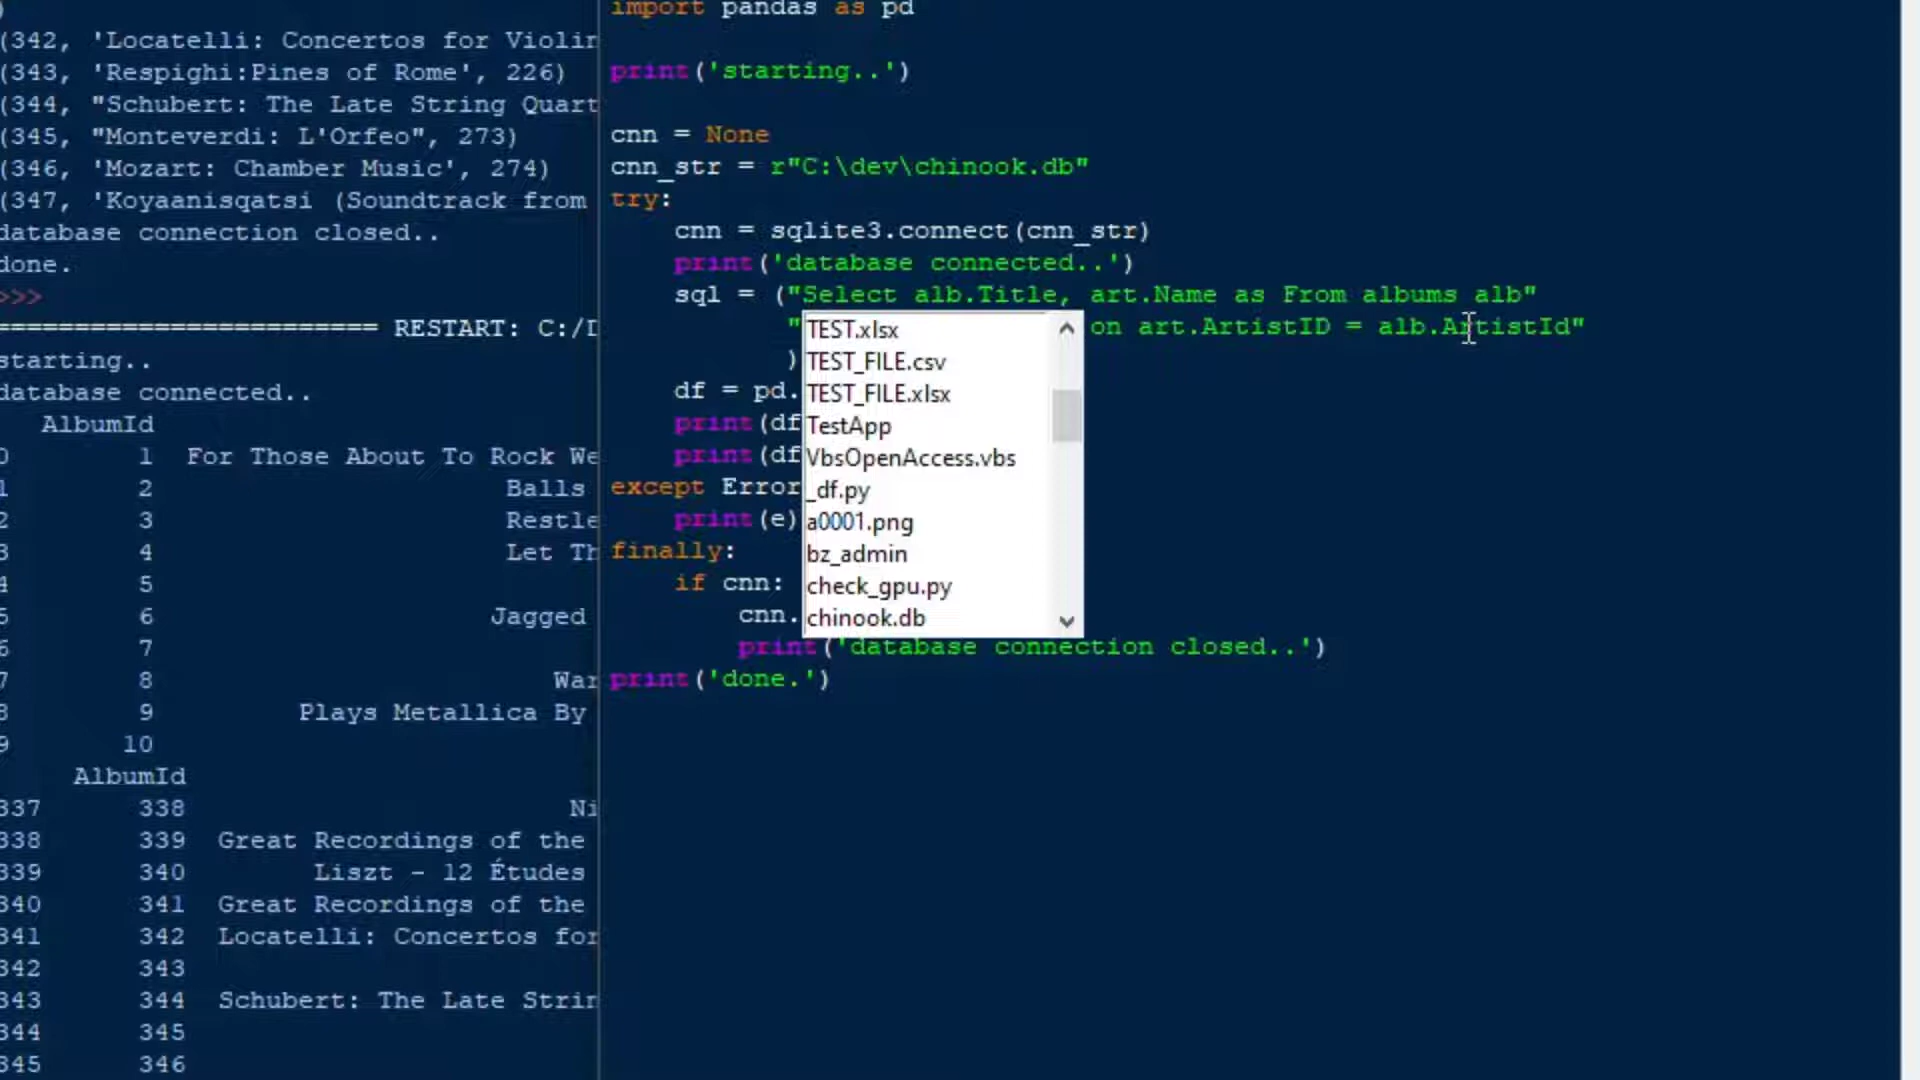 )
(342, 'Locatelli: Concertos for Violin
(343, 'Respighi:Pines of Rome', 226)
(344, "Schubert: The Late String Quart
(345, "Monteverdi: L'Orfeo", 273)
(346, 'Mozart: Chamber Music', 274)
(347, 'Koyaanisqatsi (Soundtrack from
database connection closed..
done.
>>>
======================== RESTART: C:/D
starting..
database connected..
AlbumId
0 1 For Those About To Rock We
1 2 Balls
2 3 Restle
3 4 Let Th
4 5
5 6 Jagged
6 7
7 8 War
8 9 Plays Metallica By
9 10
AlbumId
337 338 Ni
338 339 Great Recordings of the
339 340 Liszt - 12 Études
340 341 Great Recordings of the
341 342 Locatelli: Concertos for
342 343
343 344 Schubert: The Late Strin
344 345
345 346
import pandas as pd
print('starting..')
cnn = None
cnn_str = r"C:\dev\chinook.db"
try:
cnn = sqlite3.connect(cnn_str)
print('database connected..')
sql = ("Select alb.Title, art.Name as From albums alb"
" on art.ArtistID = alb.ArtistId"
)
df = pd.
print(df
print(df
except Error
print(e)
finally:
if cnn:
cnn.
print('database connection closed..')
print('done.')
TEST.xlsx
TEST_FILE.csv
TEST_FILE.xlsx
TestApp
VbsOpenAccess.vbs
_df.py
a0001.png
bz_admin
check_gpu.py
chinook.db